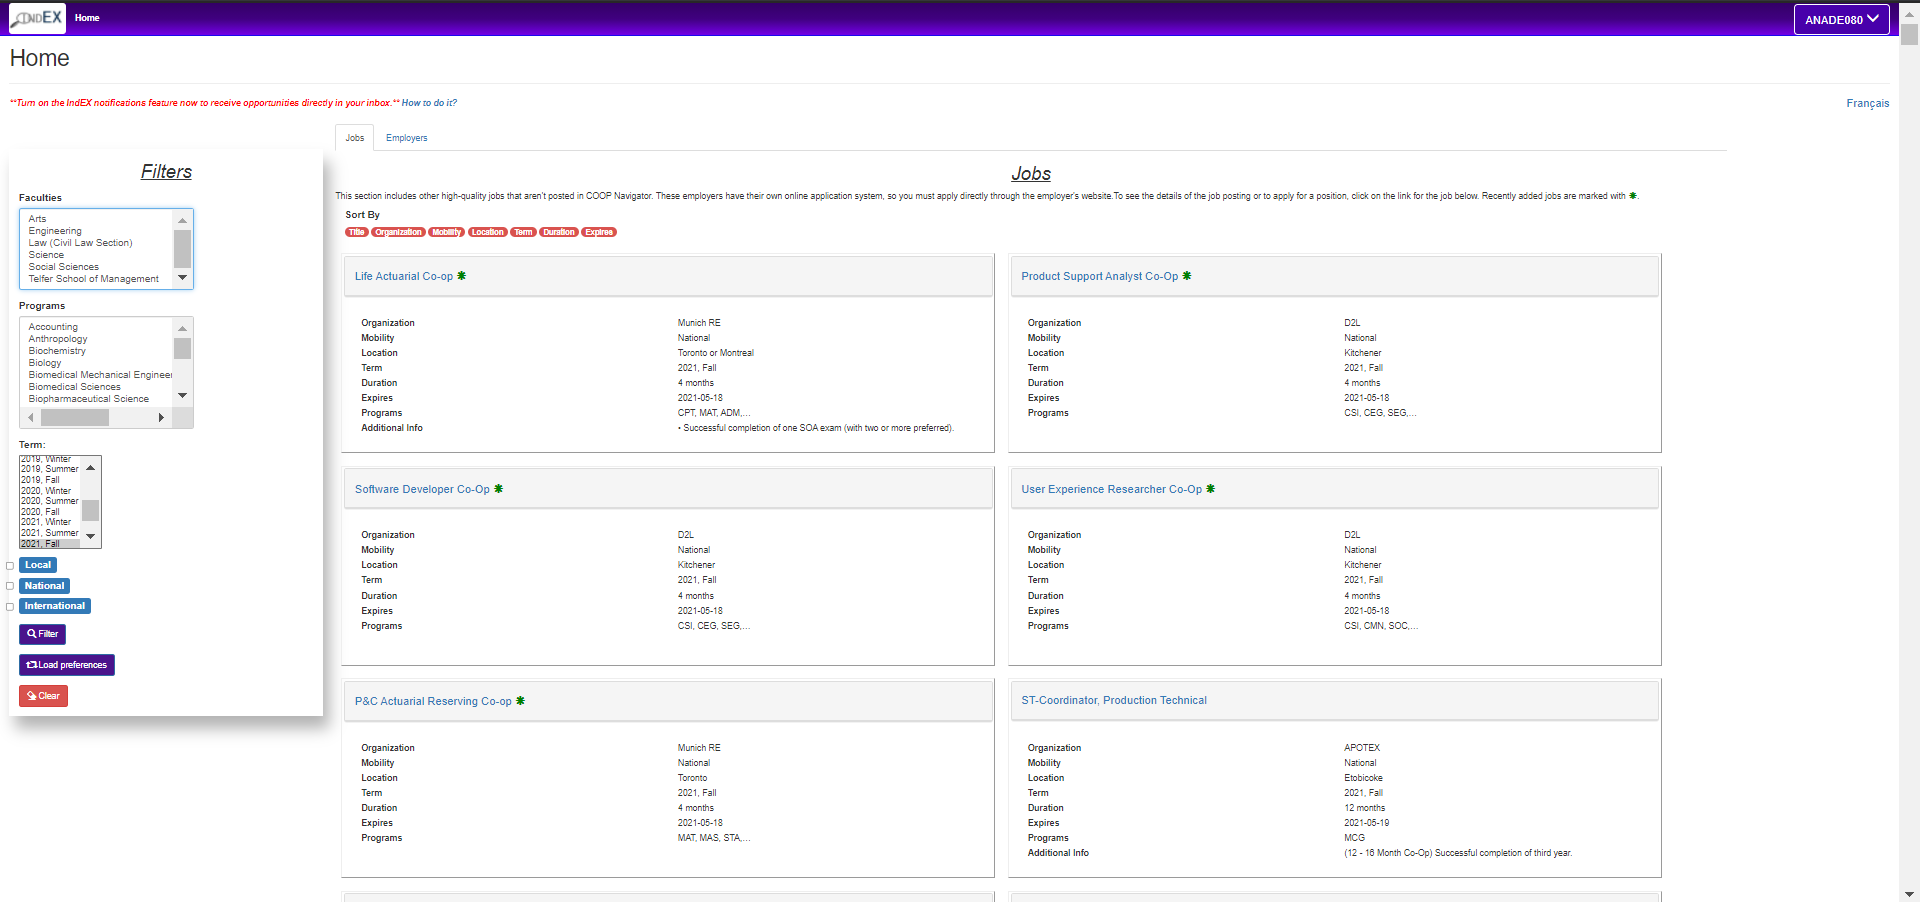 IndEX Home ANADE080
Home
**Turn on the IndEX notifications feature now to receive opportunities directly in your inbox.** How to do it?
Français
Jobs Employers
Filters
Faculties
Arts
Engineering
Law (Civil Law Section)
Science
Social Sciences
Telfer School of Management
Programs
Accounting
Anthropology
Biochemistry
Biology
Biomedical Mechanical Engineer
Biomedical Sciences
Biopharmaceutical Science
Term:
2019, Winter
2019, Summer
2019, Fall
2020, Winter
2020, Summer
2020, Fall
2021, Winter
2021, Summer
2021, Fall
Local
National
International
Filter
Load preferences
Clear
Jobs
This section includes other high-quality jobs that aren't posted in COOP Navigator. These employers have their own online application system, so you must apply directly through the employer's website.To see the details of the job posting or to apply for a position, click on the link for the job below. Recently added jobs are marked with ✱.
Sort By
Title Organization Mobility Location Term Duration Expires
Life Actuarial Co-op ✱
Organization Munich RE
Mobility National
Location Toronto or Montreal
Term 2021, Fall
Duration 4 months
Expires 2021-05-18
Programs CPT, MAT, ADM,...
Additional Info • Successful completion of one SOA exam (with two or more preferred).
Product Support Analyst Co-Op ✱
Organization D2L
Mobility National
Location Kitchener
Term 2021, Fall
Duration 4 months
Expires 2021-05-18
Programs CSI, CEG, SEG,...
Software Developer Co-Op ✱
Organization D2L
Mobility National
Location Kitchener
Term 2021, Fall
Duration 4 months
Expires 2021-05-18
Programs CSI, CEG, SEG,...
User Experience Researcher Co-Op ✱
Organization D2L
Mobility National
Location Kitchener
Term 2021, Fall
Duration 4 months
Expires 2021-05-18
Programs CSI, CMN, SOC,...
P&C Actuarial Reserving Co-op ✱
Organization Munich RE
Mobility National
Location Toronto
Term 2021, Fall
Duration 4 months
Expires 2021-05-18
Programs MAT, MAS, STA,...
ST-Coordinator, Production Technical
Organization APOTEX
Mobility National
Location Etobicoke
Term 2021, Fall
Duration 12 months
Expires 2021-05-19
Programs MCG
Additional Info (12 - 16 Month Co-Op) Successful completion of third year.